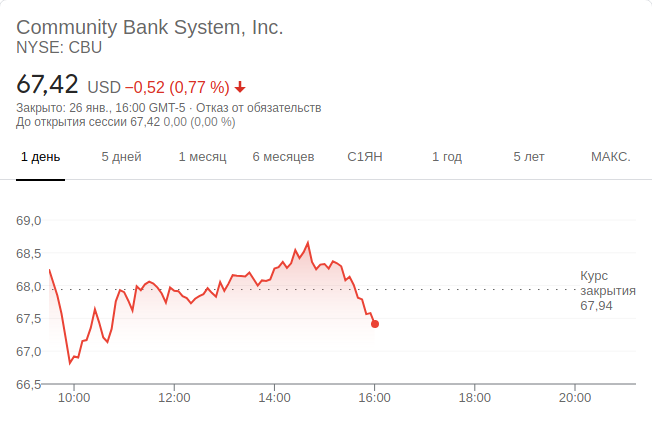 Community Bank System, Inc.
NYSE: CBU
67,42 USD −0,52 (0,77 %)
Закрыто: 26 янв., 16:00 GMT-5 · Отказ от обязательств
До открытия сессии 67,42 0,00 (0,00 %)
1 день 5 дней 1 месяц 6 месяцев С1ЯН 1 год 5 лет МАКС.
69,0
68,5
68,0
67,5
67,0
66,5
Курс
закрытия
67,94
10:00 12:00 14:00 16:00 18:00 20:00